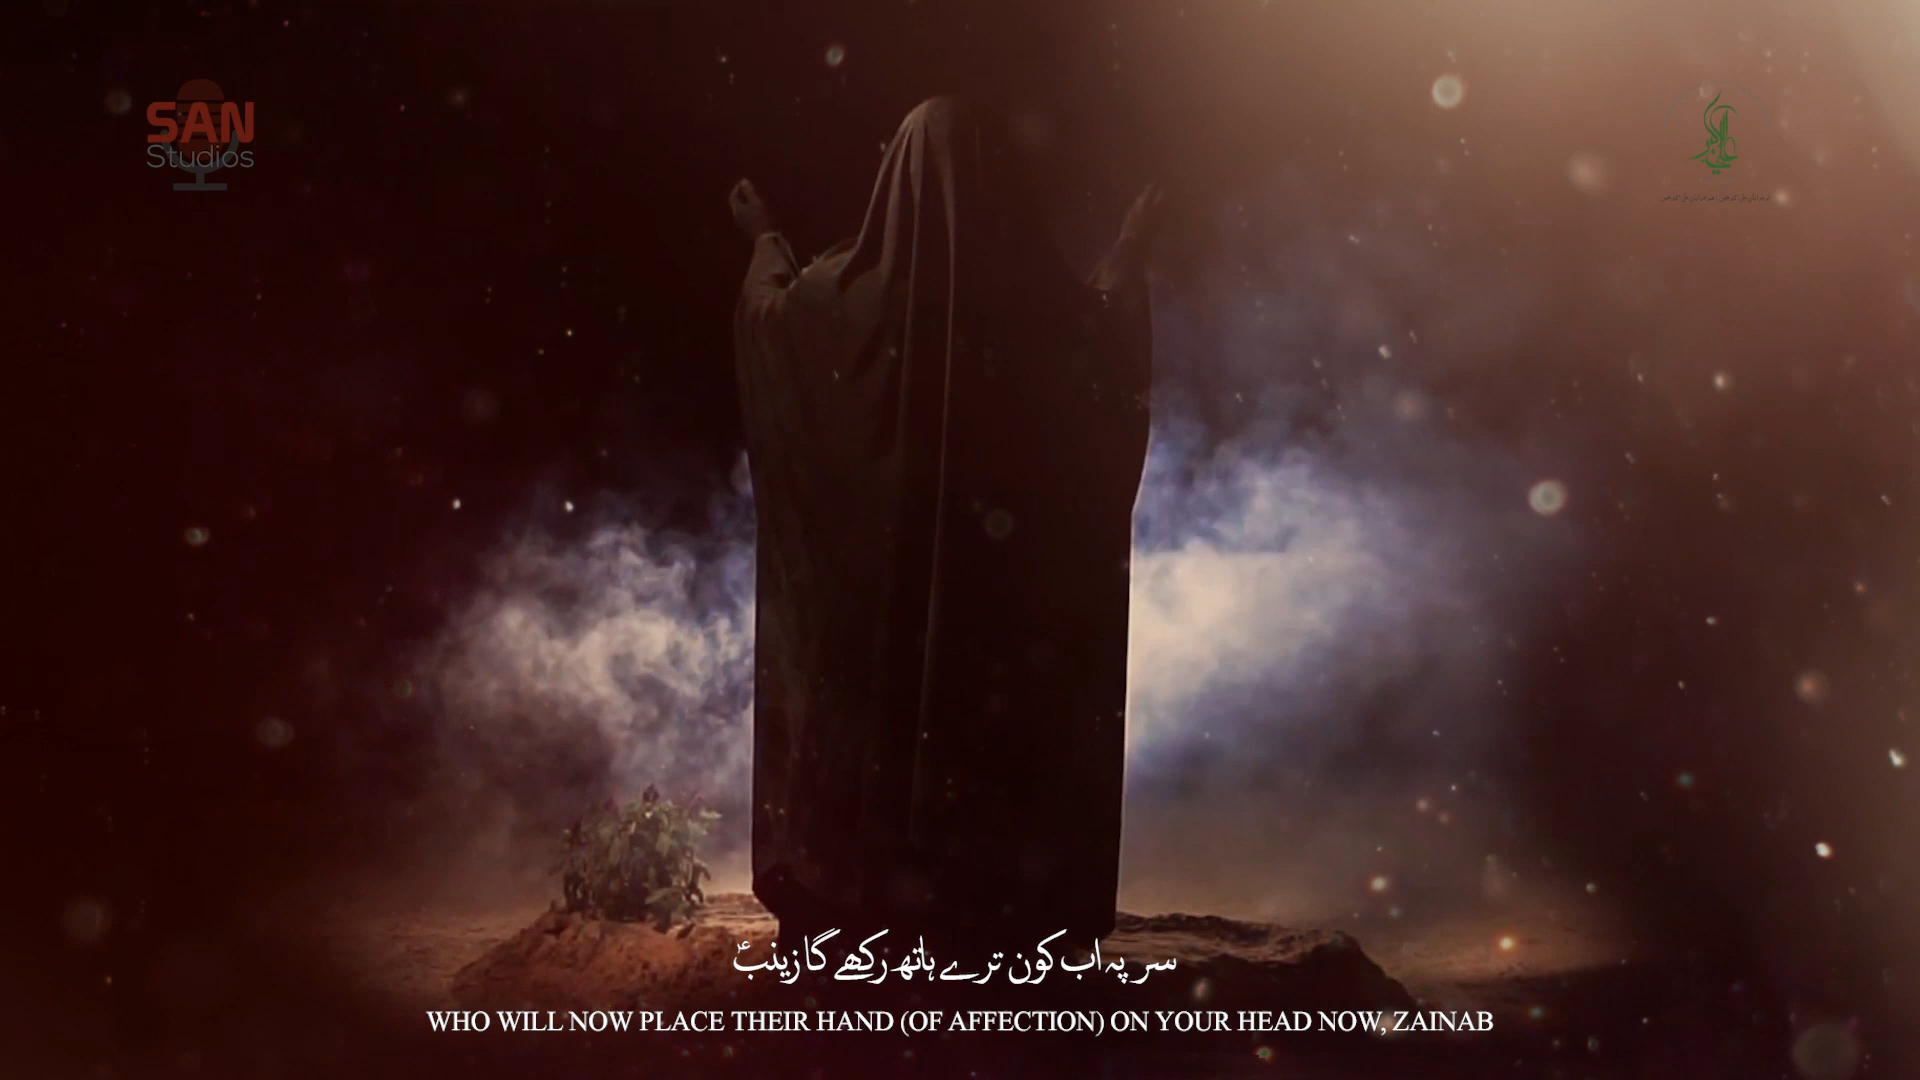 SAN
Studios
سر پہ اب کون ترے ہاتھ رکھے گا زینبؑ
WHO WILL NOW PLACE THEIR HAND (OF AFFECTION) ON YOUR HEAD NOW, ZAINAB